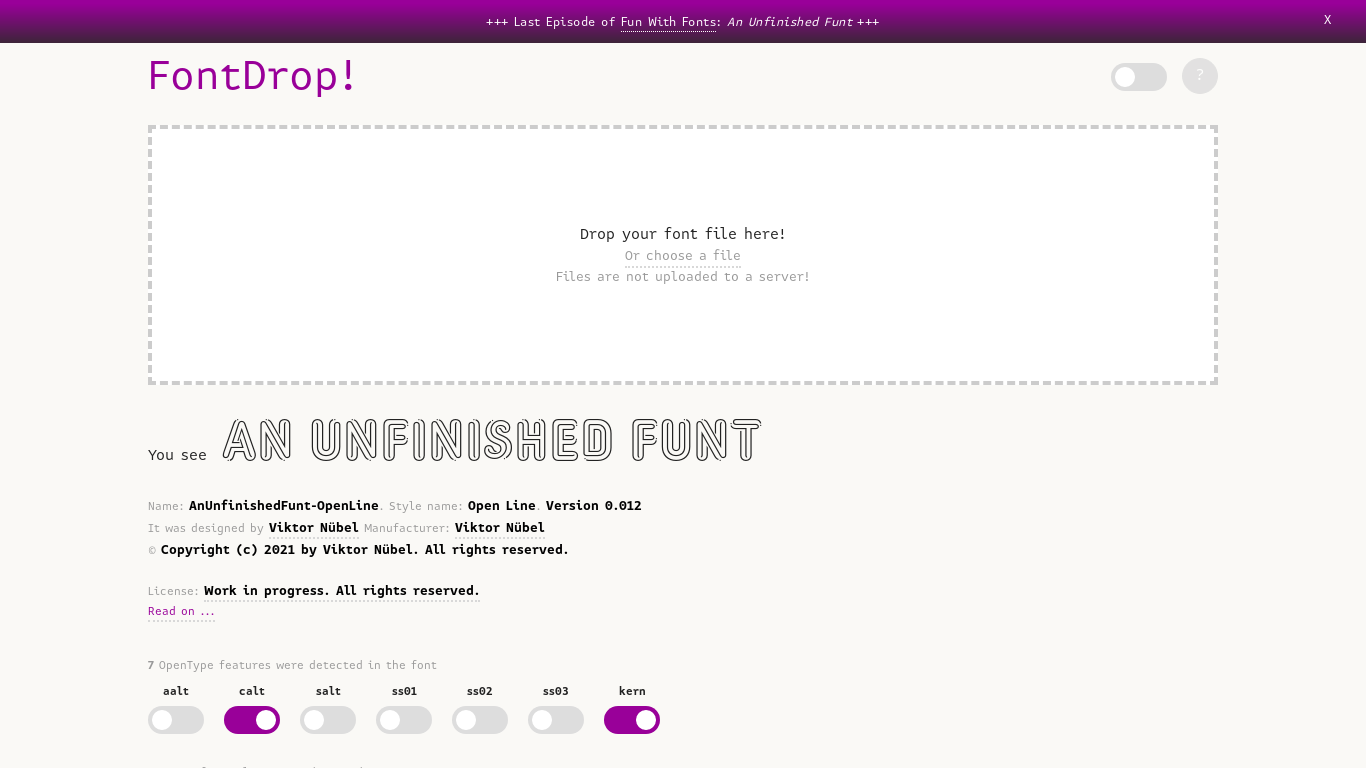 +++ Last Episode of Fun With Fonts: An Unfinished Funt +++
X
FontDrop!
?
Drop your font file here!
Or choose a file
Files are not uploaded to a server!
You see AN UNFINISHED FUNT
Name: AnUnfinishedFunt-OpenLine. Style name: Open Line. Version 0.012
It was designed by Viktor Nübel Manufacturer: Viktor Nübel
© Copyright (c) 2021 by Viktor Nübel. All rights reserved.
License: Work in progress. All rights reserved.
Read on ...
7 OpenType features were detected in the font
aalt calt salt ss01 ss02 ss03 kern